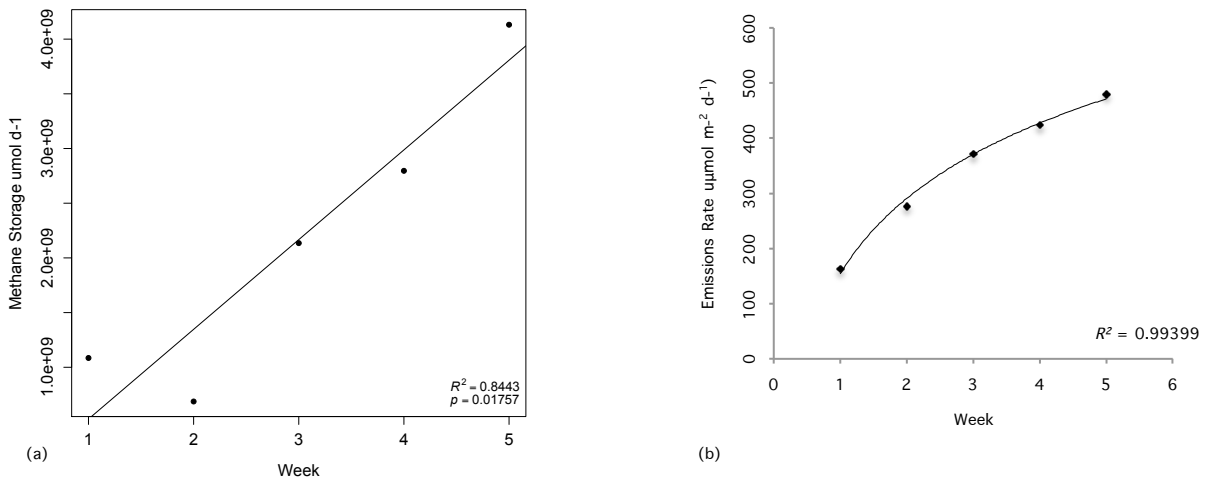 Methane Storage umol d-1
4.0e+09
3.0e+09
2.0e+09
1.0e+09
R² = 0.8443
p = 0.01757
1 2 3 4 5
Week
(a)
Emissions Rate uμmol m-² d-¹)
600
500
400
300
200
100
0
R² = 0.99399
0 1 2 3 4 5 6
Week
(b)